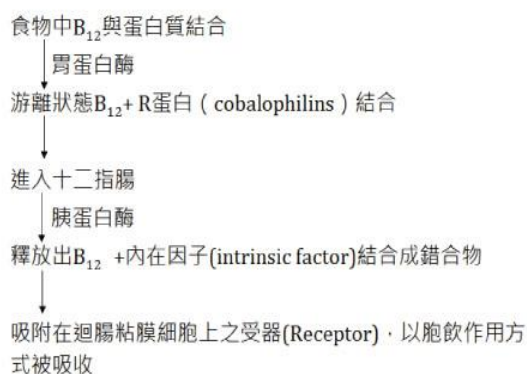 食物中B₁₂與蛋白質結合
胃蛋白酶
游離狀態B₁₂+ R蛋白（cobalophilins）結合
進入十二指腸
胰蛋白酶
釋放出B₁₂ +內在因子(intrinsic factor)結合成錯合物
吸附在迴腸粘膜細胞上之受器(Receptor)，以胞飲作用方
式被吸收